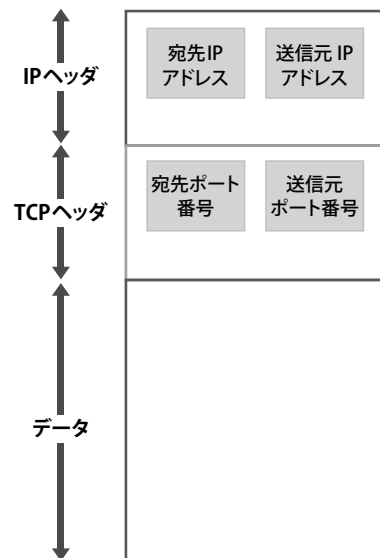 IPヘッダ
宛先IP
アドレス
送信元 IP
アドレス
TCPヘッダ
宛先ポート
番号
送信元
ポート番号
データ